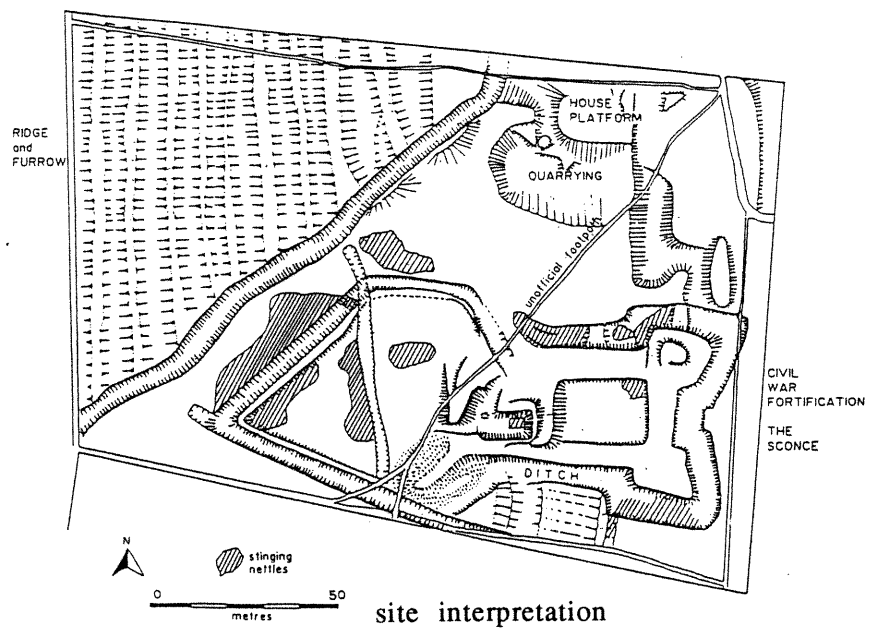 RIDGE
and
FURROW
HOUSE
PLATFORM
QUARRYING
unofficial footpath
CIVIL
WAR
FORTIFICATION
THE
SCONCE
DITCH
N
stinging
nettles
0 50
metres
site interpretation